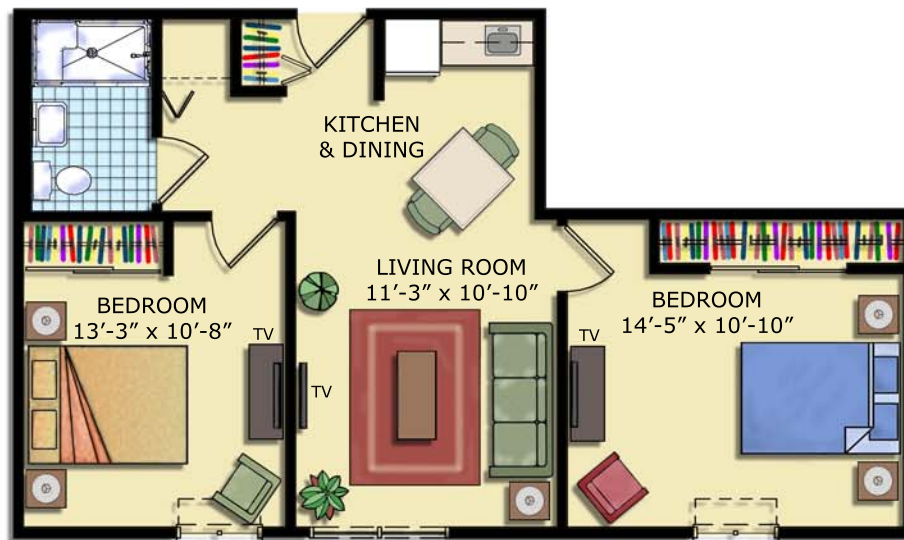 KITCHEN
& DINING
LIVING ROOM
11’-3” x 10’-10”
BEDROOM
13’-3” x 10’-8”
TV
TV
BEDROOM
14’-5” x 10’-10”
TV